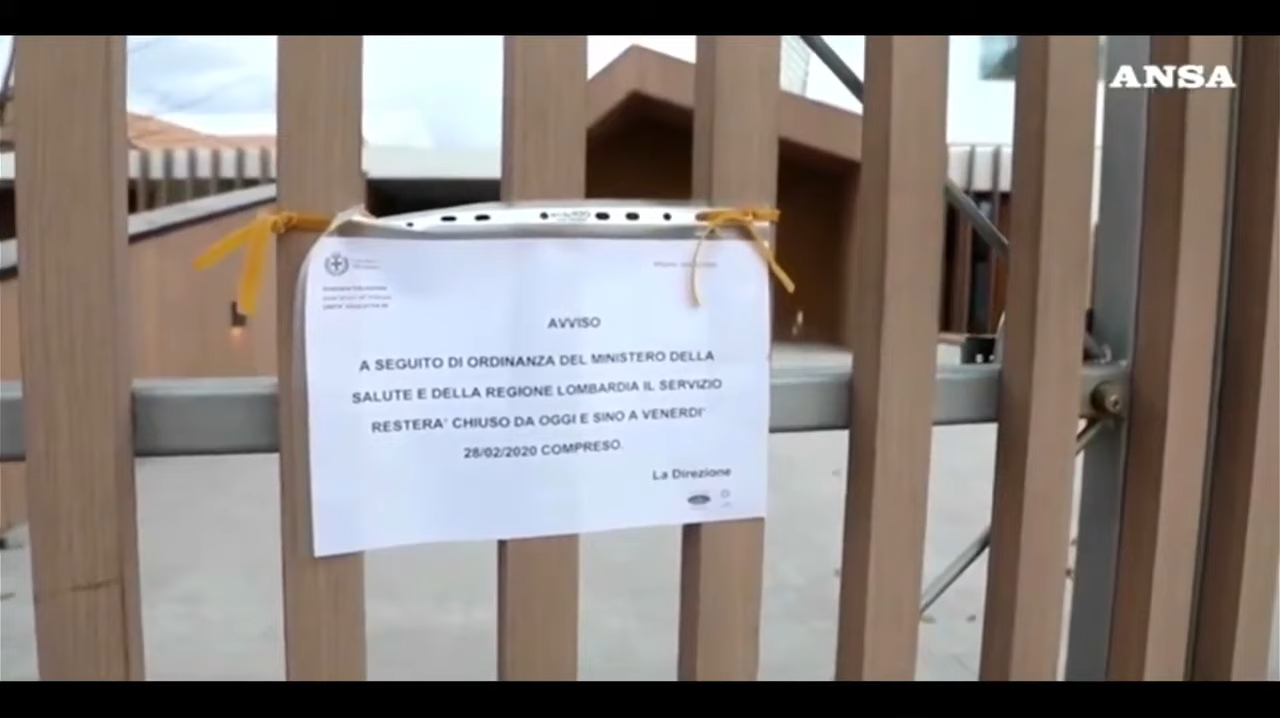 ANSA
AVVISO
A SEGUITO DI ORDINANZA DEL MINISTERO DELLA
SALUTE E DELLA REGIONE LOMBARDIA IL SERVIZIO
RESTERA' CHIUSO DA OGGI E SINO A VENERDI'
28/02/2020 COMPRESO.
La Direzione